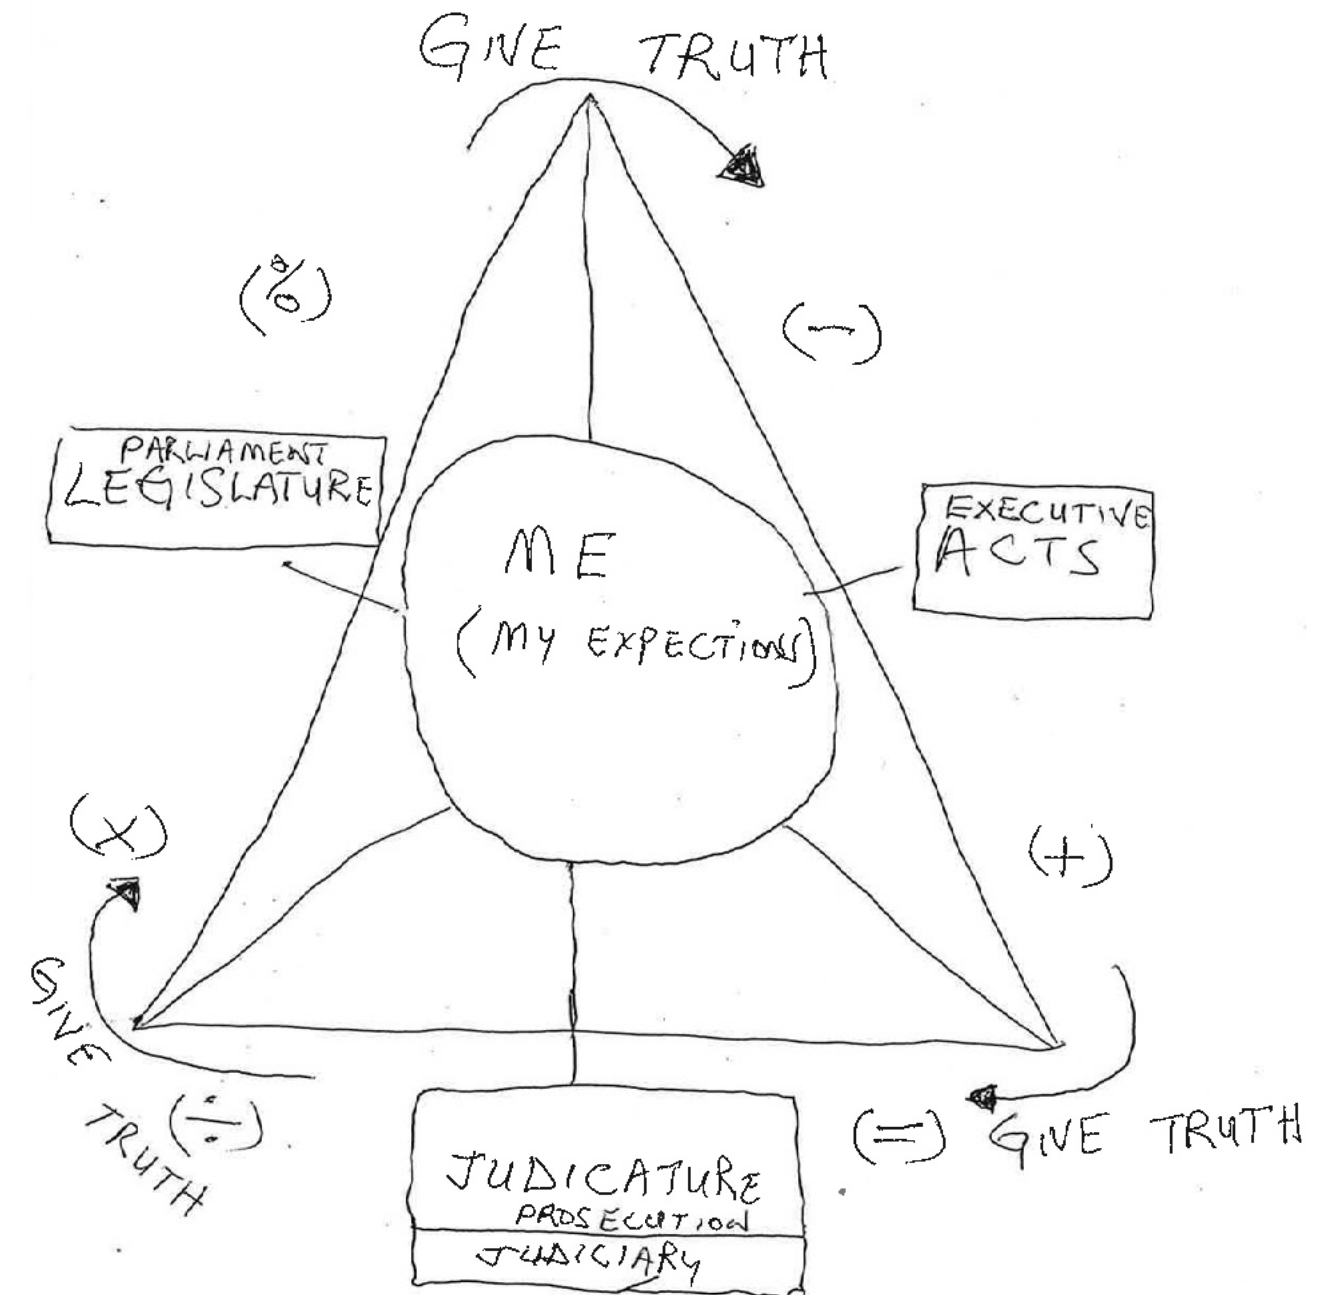 GIVE TRUTH
(%)
(-)
PARLIAMENT
LEGISLATURE
EXECUTIVE
ACTS
ME
(MY EXPECTIONS)
(x)
(+)
GIVE TRUTH
(÷)
(=) GIVE TRUTH
JUDICATURE
PROSECUTION
JUDICIARY